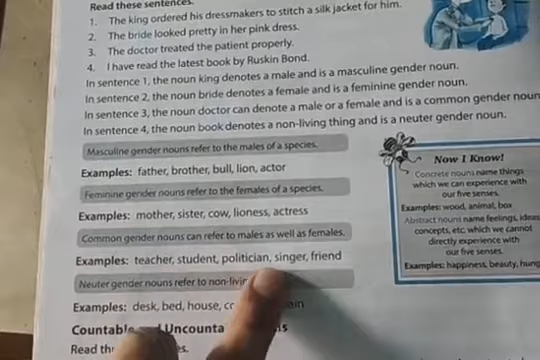 Read these sentences.
1. The king ordered his dressmakers to stitch a silk jacket for him.
2. The bride looked pretty in her pink dress.
3. The doctor treated the patient properly.
4. I have read the latest book by Ruskin Bond.
In sentence 1, the noun king denotes a male and is a masculine gender noun.
In sentence 2, the noun bride denotes a female and is a feminine gender noun.
In sentence 3, the noun doctor can denote a male or a female and is a common gender noun
In sentence 4, the noun book denotes a non-living thing and is a neuter gender noun.
Masculine gender nouns refer to the males of a species.
Examples: father, brother, bull, lion, actor
Feminine gender nouns refer to the females of a species.
Examples: mother, sister, cow, lioness, actress
Common gender nouns can refer to males as well as females.
Examples: teacher, student, politician, singer, friend
Neuter gender nouns refer to
Examples: desk, bed, house,
Read
Now I Know!
Concrete nouns name things
which we can experience with
our five senses.
Examples: wood, animal, box
Abstract nouns name feelings, ideas
concepts, etc. which we cannot
directly experience with
our five senses.
Examples: happiness, beauty,